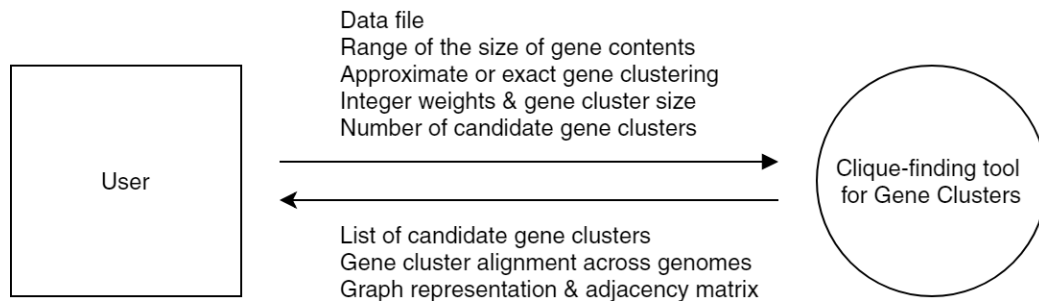 Data file
Range of the size of gene contents
Approximate or exact gene clustering
Integer weights & gene cluster size
Number of candidate gene clusters
User
Clique-finding tool
for Gene Clusters
List of candidate gene clusters
Gene cluster alignment across genomes
Graph representation & adjacency matrix